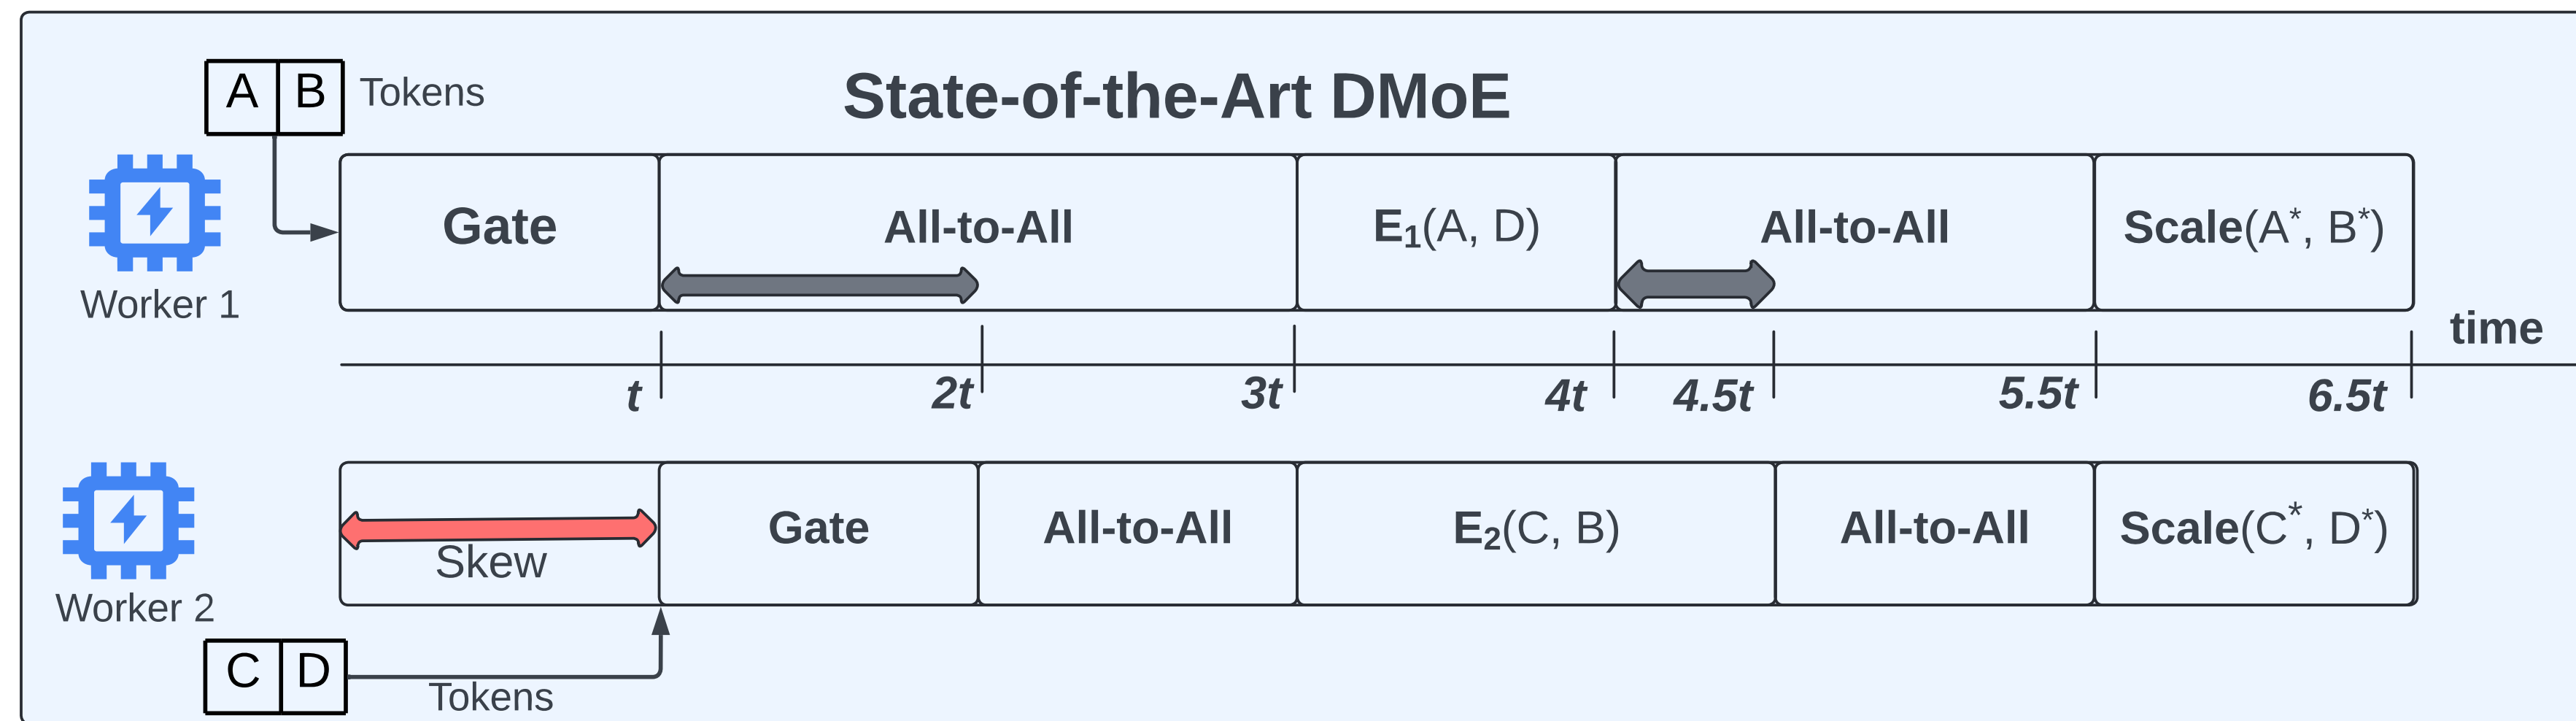 A B Tokens
State-of-the-Art DMoE
Gate All-to-All E₁(A, D) All-to-All Scale(A*, B*)
Worker 1
time
t 2t 3t 4t 4.5t 5.5t 6.5t
Skew Gate All-to-All E₂(C, B) All-to-All Scale(C*, D*)
Worker 2
C D Tokens